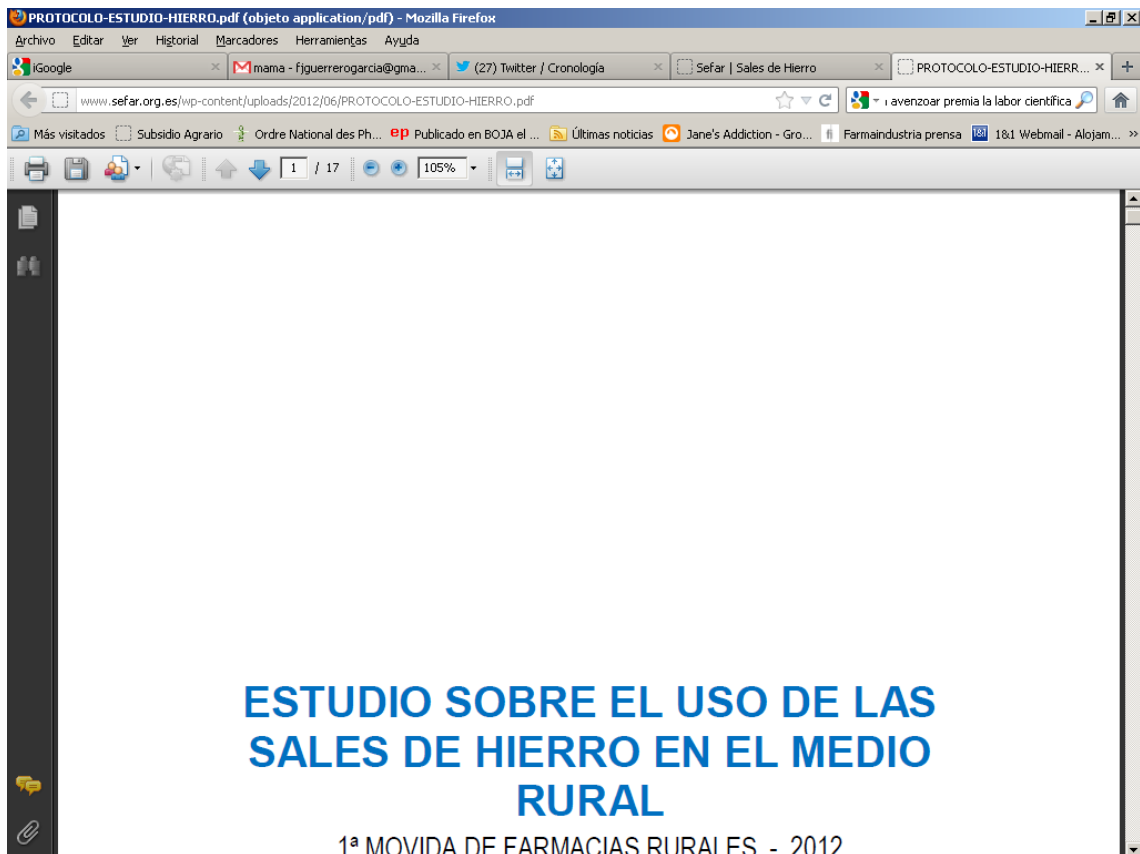 PROTOCOLO-ESTUDIO-HIERRO.pdf (objeto application/pdf) - Mozilla Firefox
Archivo Editar Ver Historial Marcadores Herramientas Ayuda
iGoogle mama - fjguerrerogarcia@gma... (27) Twitter / Cronología Sefar | Sales de Hierro PROTOCOLO-ESTUDIO-HIERR...
www.sefar.org.es/wp-content/uploads/2012/06/PROTOCOLO-ESTUDIO-HIERRO.pdf avenzoar premia la labor científica
Más visitados Subsidio Agrario Ordre National des Ph... ep Publicado en BOJA el ... Últimas noticias Jane's Addiction - Gro... fi Farmaindustria prensa 1&1 1&1 Webmail - Alojam... »
1 / 17 105%
ESTUDIO SOBRE EL USO DE LAS
SALES DE HIERRO EN EL MEDIO
RURAL
1ª MOVIDA DE FARMACIAS RURALES - 2012